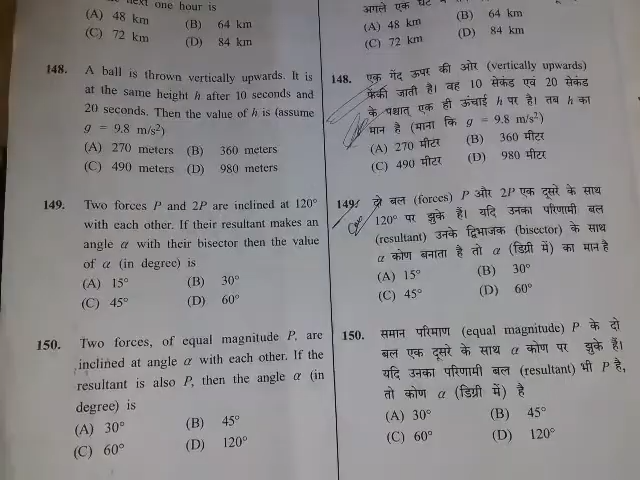 next one hour is
(A) 48 km (B) 64 km
(C) 72 km (D) 84 km
148. A ball is thrown vertically upwards. It is
at the same height h after 10 seconds and
20 seconds. Then the value of h is (assume
g = 9.8 m/s²)
(A) 270 meters (B) 360 meters
(C) 490 meters (D) 980 meters
149. Two forces P and 2P are inclined at 120°
with each other. If their resultant makes an
angle α with their bisector then the value
of α (in degree) is
(A) 15° (B) 30°
(C) 45° (D) 60°
150. Two forces, of equal magnitude P, are
inclined at angle α with each other. If the
resultant is also P, then the angle α (in
degree) is
(A) 30° (B) 45°
(C) 60° (D) 120°
अगले एक घंटे
(A) 48 km (B) 64 km
(C) 72 km (D) 84 km
148. एक गेंद ऊपर की ओर (vertically upwards)
फेंकी जाती है। वह 10 सेकंड एवं 20 सेकंड
के पश्चात् एक ही ऊंचाई h पर है। तब h का
मान है (माना कि g = 9.8 m/s²)
(A) 270 मीटर (B) 360 मीटर
(C) 490 मीटर (D) 980 मीटर
149. दो बल (forces) P और 2P एक दूसरे के साथ
120° पर झुके हैं। यदि उनका परिणामी बल
(resultant) उनके द्विभाजक (bisector) के साथ
α कोण बनाता है तो α (डिग्री में) का मान है
(A) 15° (B) 30°
(C) 45° (D) 60°
150. समान परिमाण (equal magnitude) P के दो
बल एक दूसरे के साथ α कोण पर झुके हैं।
यदि उनका परिणामी बल (resultant) भी P है,
तो कोण α (डिग्री में) है
(A) 30° (B) 45°
(C) 60° (D) 120°